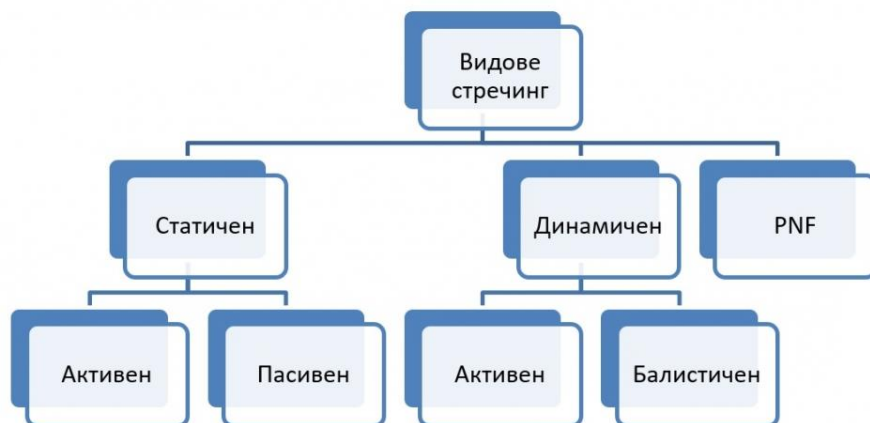 Видове
стречинг
Статичен
Динамичен
PNF
Активен
Пасивен
Активен
Балистичен